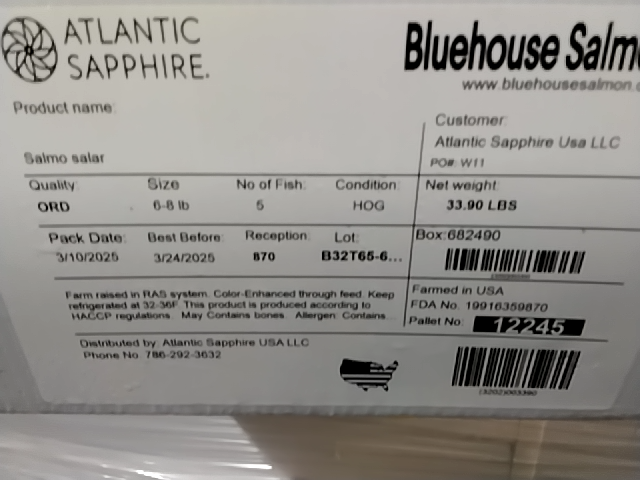 ATLANTIC
SAPPHIRE.
Bluehouse Salmo
www.bluehousesalmon.c
Product name:
Salmo salar
Customer:
Atlantic Sapphire Usa LLC
PO#: W11
Quality: Size No of Fish: Condition: Net weight:
ORD 6-8 lb 5 HOG 33.90 LBS
Pack Date: Best Before: Reception: Lot: Box:682490
3/10/2025 3/24/2025 870 B32T65-6...
Farm raised in RAS system. Color-Enhanced through feed. Keep
refrigerated at 32-36F. This product is produced according to
HACCP regulations. May Contains bones. Allergen: Contains...
Farmed in USA
FDA No. 19916359870
Pallet No: 12245
Distributed by: Atlantic Sapphire USA LLC
Phone No. 786-292-3632
(3202)003390